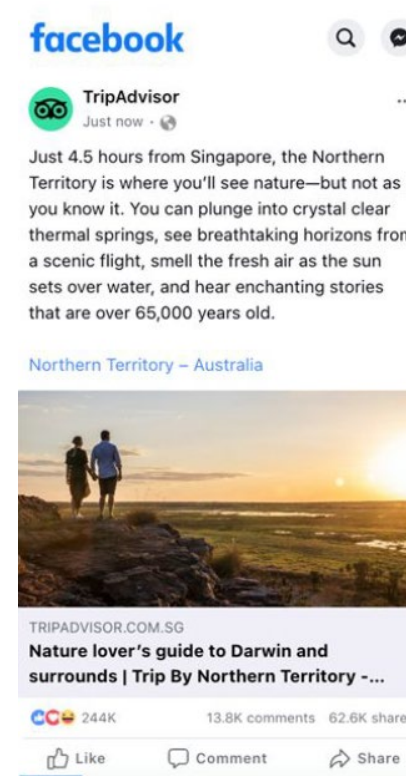 facebook
TripAdvisor
Just now ·
Just 4.5 hours from Singapore, the Northern
Territory is where you’ll see nature—but not as
you know it. You can plunge into crystal clear
thermal springs, see breathtaking horizons from
a scenic flight, smell the fresh air as the sun
sets over water, and hear enchanting stories
that are over 65,000 years old.
Northern Territory – Australia
TRIPADVISOR.COM.SG
Nature lover’s guide to Darwin and
surrounds | Trip By Northern Territory -...
244K 13.8K comments 62.6K share
Like Comment Share